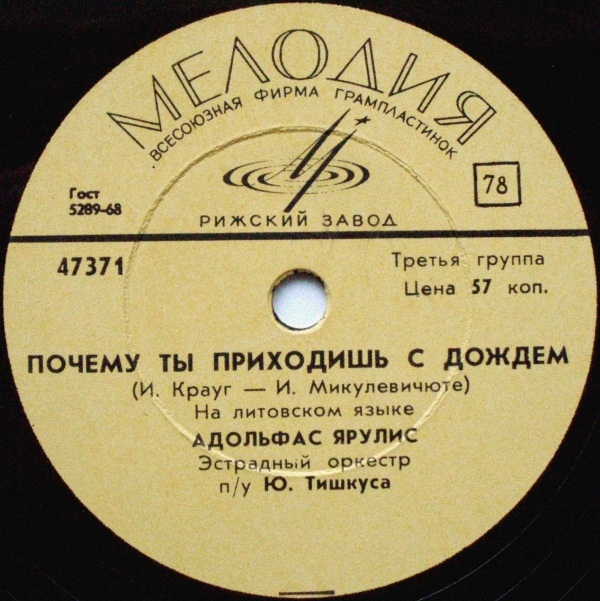 МЕЛОДИЯ
ВСЕСОЮЗНАЯ ФИРМА ГРАМПЛАСТИНОК
Гост
5289-68
78
РИЖСКИЙ ЗАВОД
47371
Третья группа
Цена 57 коп.
ПОЧЕМУ ТЫ ПРИХОДИШЬ С ДОЖДЕМ
(И. Крауг — И. Микулевичюте)
На литовском языке
АДОЛЬФАС ЯРУЛИС
Эстрадный оркестр
п/у Ю. Тишкуса